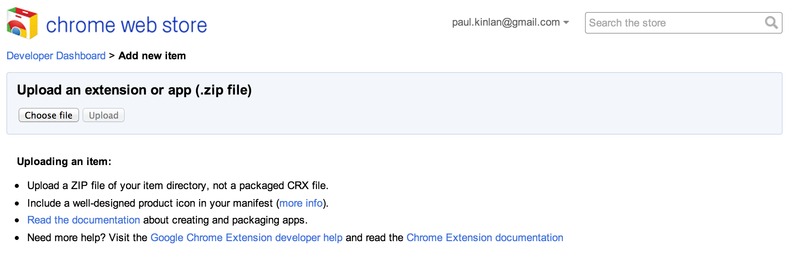 chrome web store
paul.kinlan@gmail.com
Search the store
Developer Dashboard > Add new item
Upload an extension or app (.zip file)
Choose file Upload
Uploading an item:
• Upload a ZIP file of your item directory, not a packaged CRX file.
• Include a well-designed product icon in your manifest (more info).
• Read the documentation about creating and packaging apps.
• Need more help? Visit the Google Chrome Extension developer help and read the Chrome Extension documentation